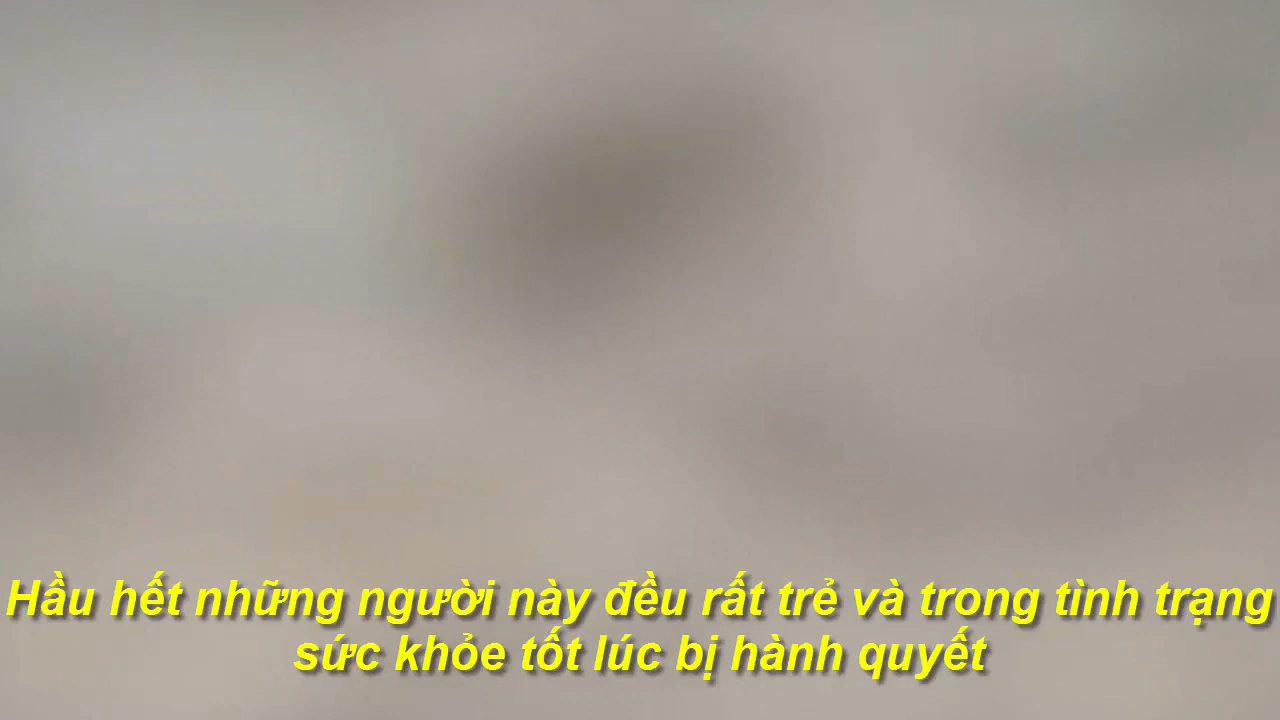 Hầu hết những người này đều rất trẻ và trong tình trạng
sức khỏe tốt lúc bị hành quyết